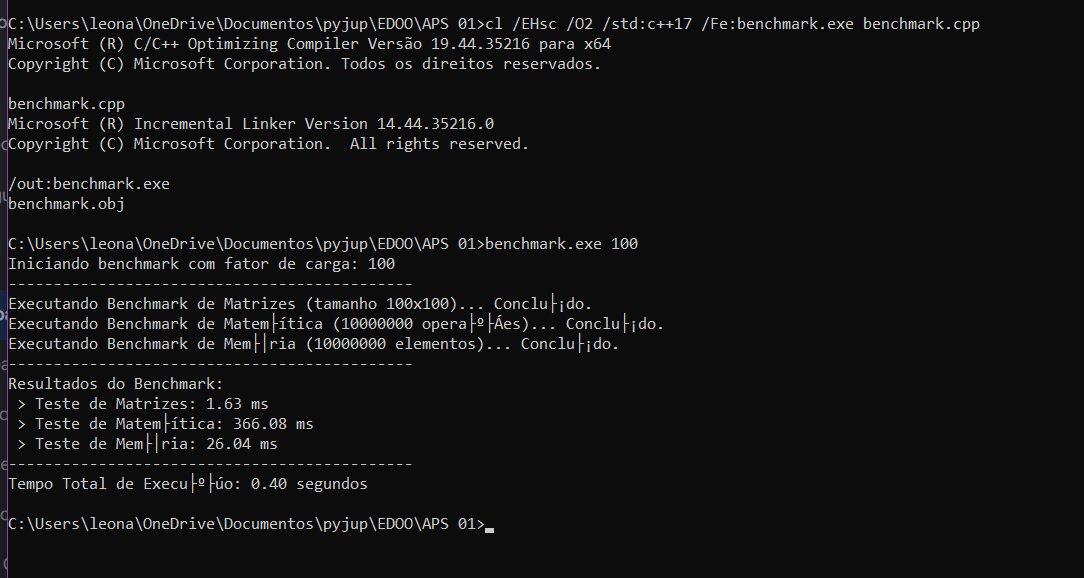 C:\Users\leona\OneDrive\Documentos\pyjup\EDOO\APS 01>cl /EHsc /O2 /std:c++17 /Fe:benchmark.exe benchmark.cpp
Microsoft (R) C/C++ Optimizing Compiler Versão 19.44.35216 para x64
Copyright (C) Microsoft Corporation. Todos os direitos reservados.
benchmark.cpp
Microsoft (R) Incremental Linker Version 14.44.35216.0
Copyright (C) Microsoft Corporation.  All rights reserved.
/out:benchmark.exe
benchmark.obj
C:\Users\leona\OneDrive\Documentos\pyjup\EDOO\APS 01>benchmark.exe 100
Iniciando benchmark com fator de carga: 100
---------------------------------------------
Executando Benchmark de Matrizes (tamanho 100x100)... Conclu├¡do.
Executando Benchmark de Matem├ítica (10000000 opera├º├Áes)... Conclu├¡do.
Executando Benchmark de Mem├│ria (10000000 elementos)... Conclu├¡do.
---------------------------------------------
Resultados do Benchmark:
 > Teste de Matrizes: 1.63 ms
 > Teste de Matem├ítica: 366.08 ms
 > Teste de Mem├│ria: 26.04 ms
---------------------------------------------
Tempo Total de Execu├º├úo: 0.40 segundos
C:\Users\leona\OneDrive\Documentos\pyjup\EDOO\APS 01>